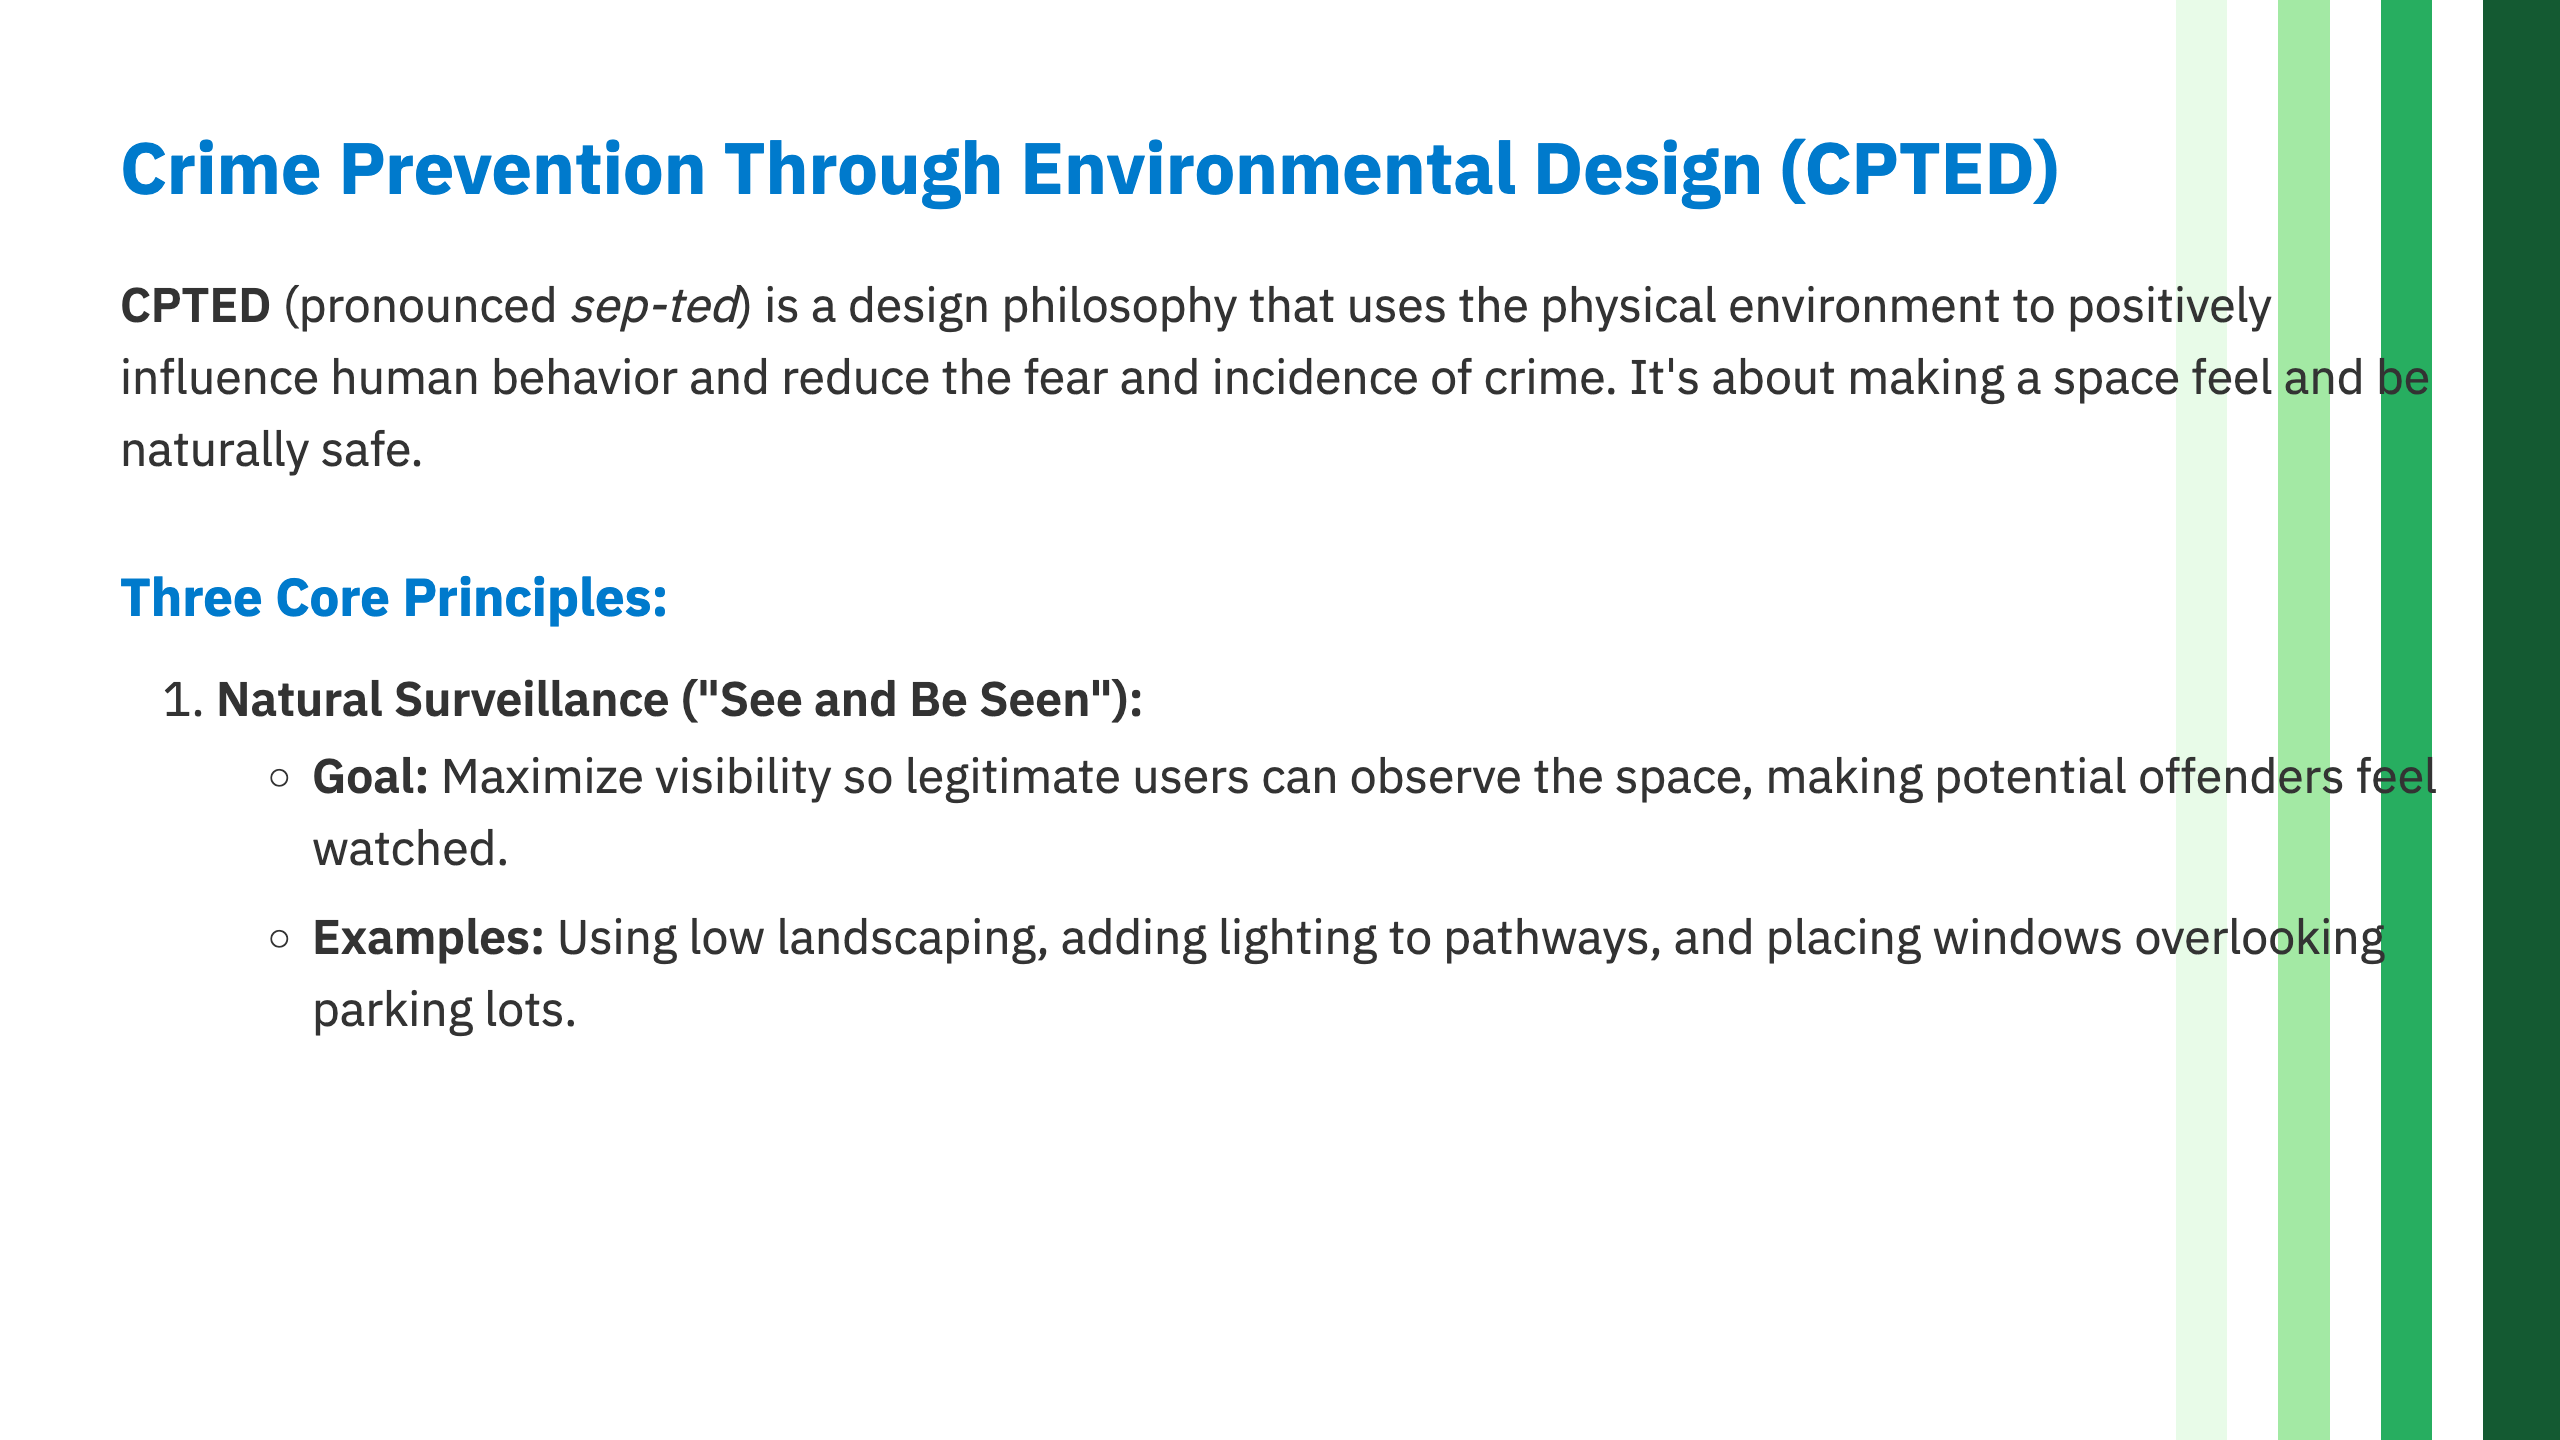 Crime Prevention Through Environmental Design (CPTED)
CPTED (pronounced sep-ted) is a design philosophy that uses the physical environment to positively
influence human behavior and reduce the fear and incidence of crime. It's about making a space feel and be
naturally safe.
Three Core Principles:
1. Natural Surveillance ("See and Be Seen"):
○ Goal: Maximize visibility so legitimate users can observe the space, making potential offenders feel
watched.
○ Examples: Using low landscaping, adding lighting to pathways, and placing windows overlooking
parking lots.